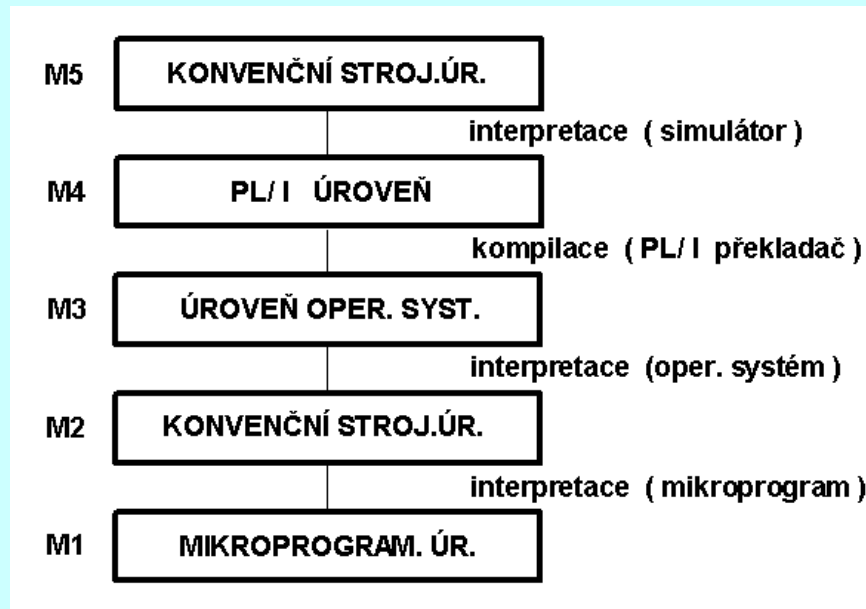 M5 KONVENČNÍ STROJ.ÚR.
interpretace ( simulátor )
M4 PL/ I ÚROVEŇ
kompilace ( PL/ I překladač )
M3 ÚROVEŇ OPER. SYST.
interpretace (oper. systém )
M2 KONVENČNÍ STROJ.ÚR.
interpretace ( mikroprogram )
M1 MIKROPROGRAM. ÚR.